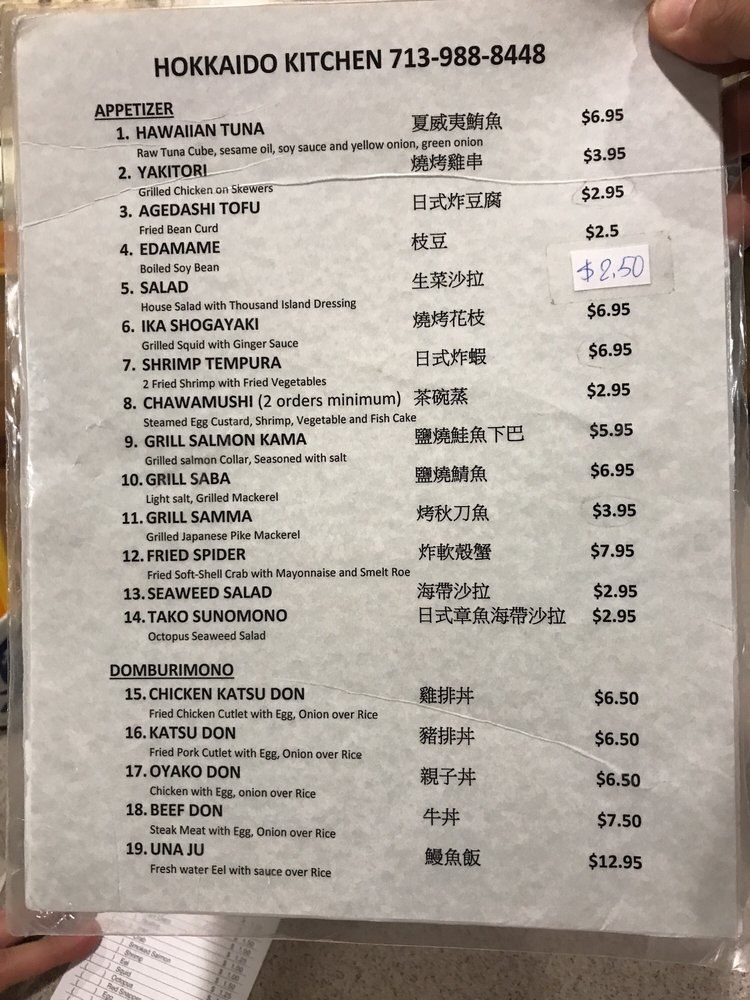 HOKKAIDO KITCHEN 713-988-8448
APPETIZER
1. HAWAIIAN TUNA 夏威夷鮪魚 $6.95
Raw Tuna Cube, sesame oil, soy sauce and yellow onion, green onion
2. YAKITORI 燒烤雞串 $3.95
Grilled Chicken on Skewers
3. AGEDASHI TOFU 日式炸豆腐 $2.95
Fried Bean Curd
4. EDAMAME 枝豆 $2.5
Boiled Soy Bean
5. SALAD 生菜沙拉 $2.50
House Salad with Thousand Island Dressing
6. IKA SHOGAYAKI 燒烤花枝 $6.95
Grilled Squid with Ginger Sauce
7. SHRIMP TEMPURA 日式炸蝦 $6.95
2 Fried Shrimp with Fried Vegetables
8. CHAWAMUSHI (2 orders minimum) 茶碗蒸 $2.95
Steamed Egg Custard, Shrimp, Vegetable and Fish Cake
9. GRILL SALMON KAMA 鹽燒鮭魚下巴 $5.95
Grilled salmon Collar, Seasoned with salt
10. GRILL SABA 鹽燒鯖魚 $6.95
Light salt, Grilled Mackerel
11. GRILL SAMMA 烤秋刀魚 $3.95
Grilled Japanese Pike Mackerel
12. FRIED SPIDER 炸軟殼蟹 $7.95
Fried Soft-Shell Crab with Mayonnaise and Smelt Roe
13. SEAWEED SALAD 海帶沙拉 $2.95
14. TAKO SUNOMONO 日式章魚海帶沙拉 $2.95
Octopus Seaweed Salad
DOMBURIMONO
15. CHICKEN KATSU DON 雞排丼 $6.50
Fried Chicken Cutlet with Egg, Onion over Rice
16. KATSU DON 豬排丼 $6.50
Fried Pork Cutlet with Egg, Onion over Rice
17. OYAKO DON 親子丼 $6.50
Chicken with Egg, onion over Rice
18. BEEF DON 牛丼 $7.50
Steak Meat with Egg, Onion over Rice
19. UNA JU 鰻魚飯 $12.95
Fresh water Eel with sauce over Rice
Smoked Salmon
Shrimp
Eel
Squid
Octopus
Red Snapper